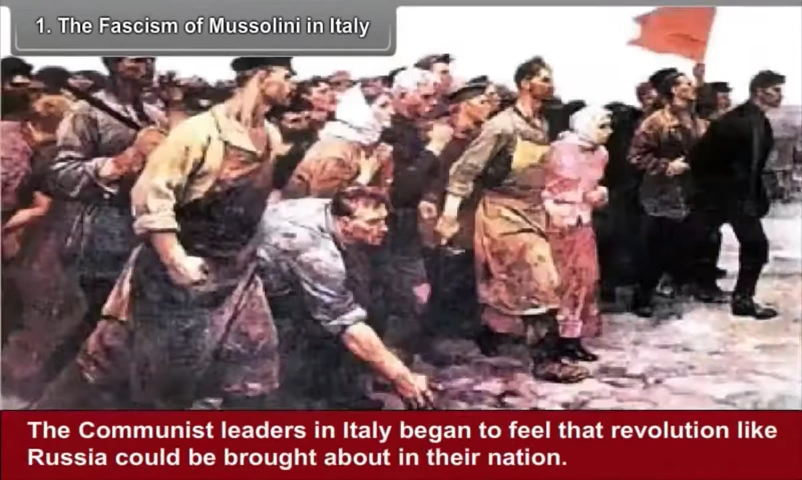 1. The Fascism of Mussolini in Italy
The Communist leaders in Italy began to feel that revolution like
Russia could be brought about in their nation.